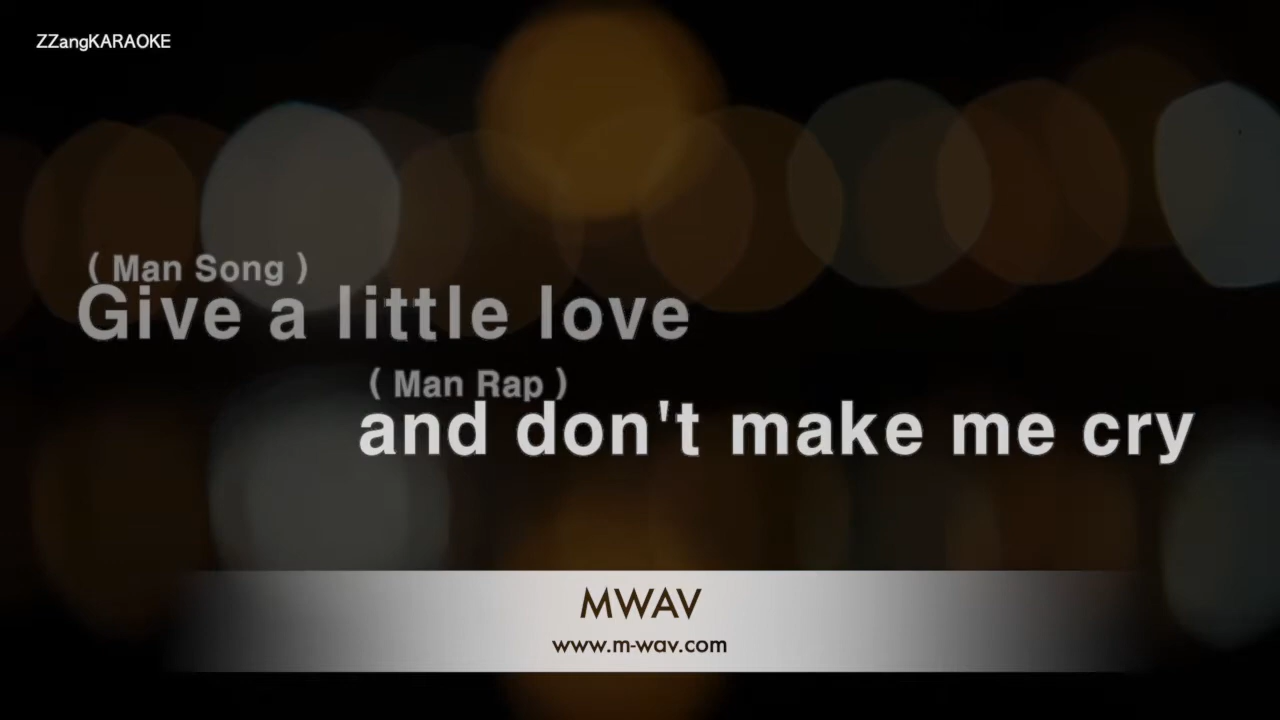 ZZangKARAOKE
( Man Song )
Give a little love
( Man Rap )
and don't make me cry
MWAV
www.m-wav.com